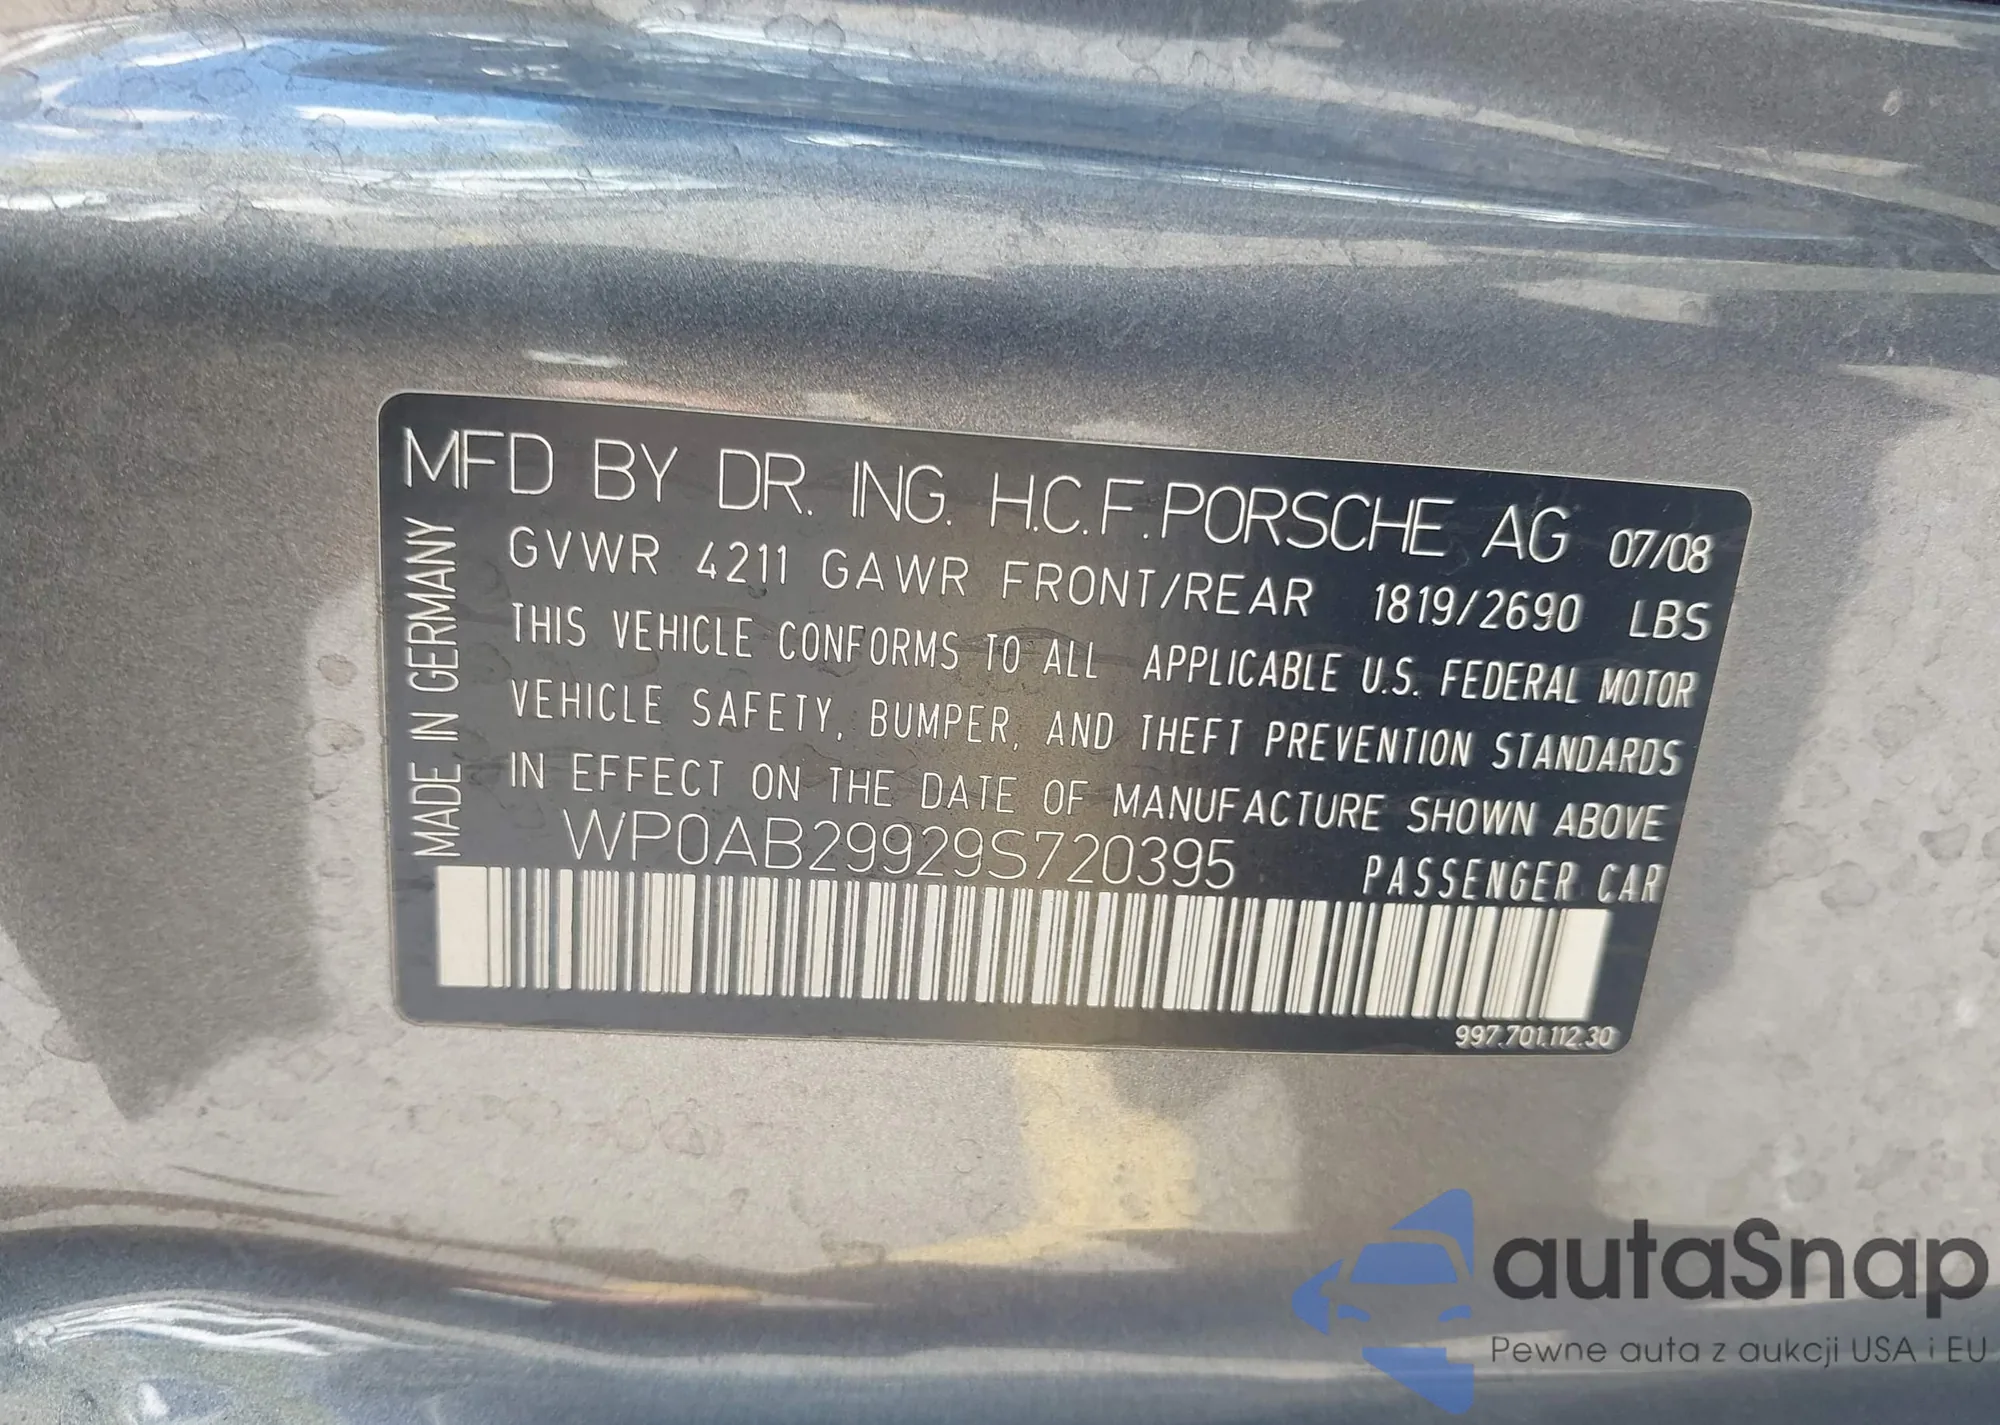 MFD BY DR. ING. H.C.F. PORSCHE AG 07/08
GVWR 4211 GAWR FRONT/REAR 1819/2690 LBS
THIS VEHICLE CONFORMS TO ALL APPLICABLE U.S. FEDERAL MOTOR
VEHICLE SAFETY, BUMPER, AND THEFT PREVENTION STANDARDS
IN EFFECT ON THE DATE OF MANUFACTURE SHOWN ABOVE
WP0AB29929S720395 PASSENGER CAR
997.701.112.30
MADE IN GERMANY
autaSnap
Pewne auta z aukcji USA i EU